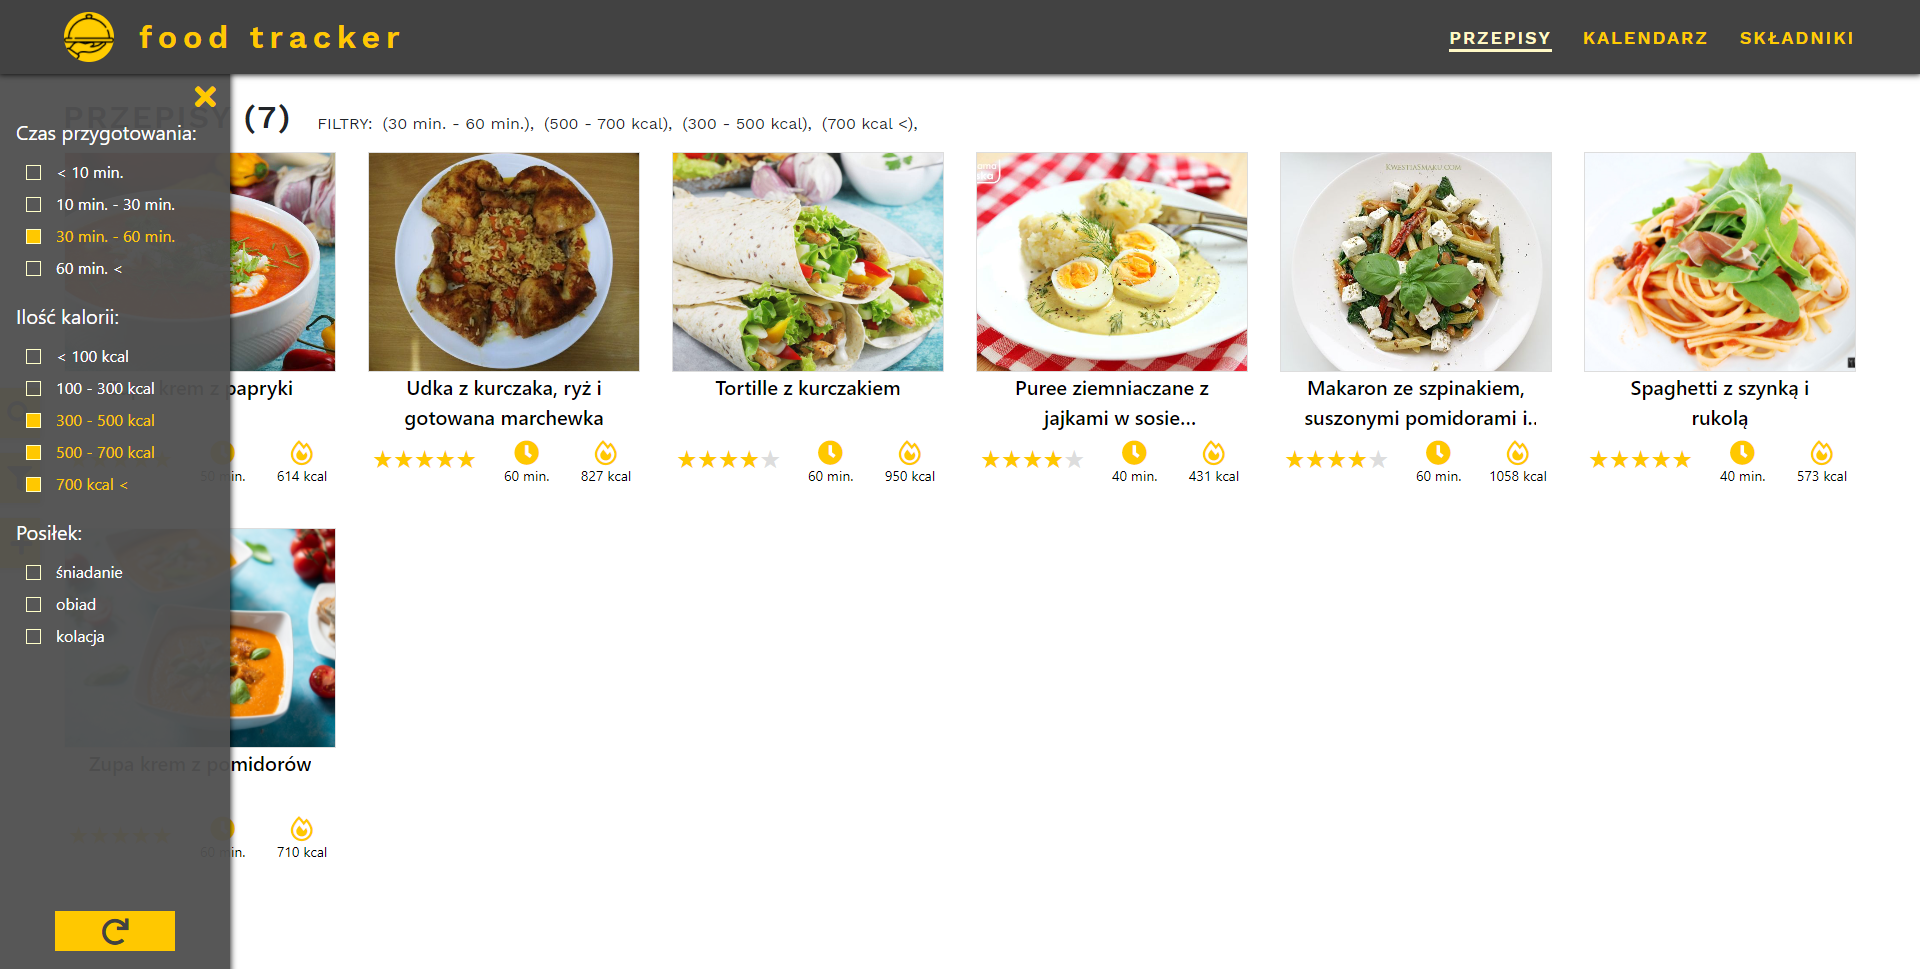 food tracker
PRZEPISY
KALENDARZ
SKŁADNIKI
PRZEPISY (7)
FILTRY: (30 min. - 60 min.), (500 - 700 kcal), (300 - 500 kcal), (700 kcal <),
Czas przygotowania:
< 10 min.
10 min. - 30 min.
30 min. - 60 min.
60 min. <
Ilość kalorii:
< 100 kcal
100 - 300 kcal
300 - 500 kcal
500 - 700 kcal
700 kcal <
Posiłek:
śniadanie
obiad
kolacja
krem z papryki
50 min.
614 kcal
Udka z kurczaka, ryż i
gotowana marchewka
60 min.
827 kcal
Tortille z kurczakiem
60 min.
950 kcal
Puree ziemniaczane z
jajkami w sosie...
40 min.
431 kcal
KWESTIASMAKU.COM
Makaron ze szpinakiem,
suszonymi pomidorami i..
60 min.
1058 kcal
Spaghetti z szynką i
rukolą
40 min.
573 kcal
Zupa krem z pomidorów
60 min.
710 kcal